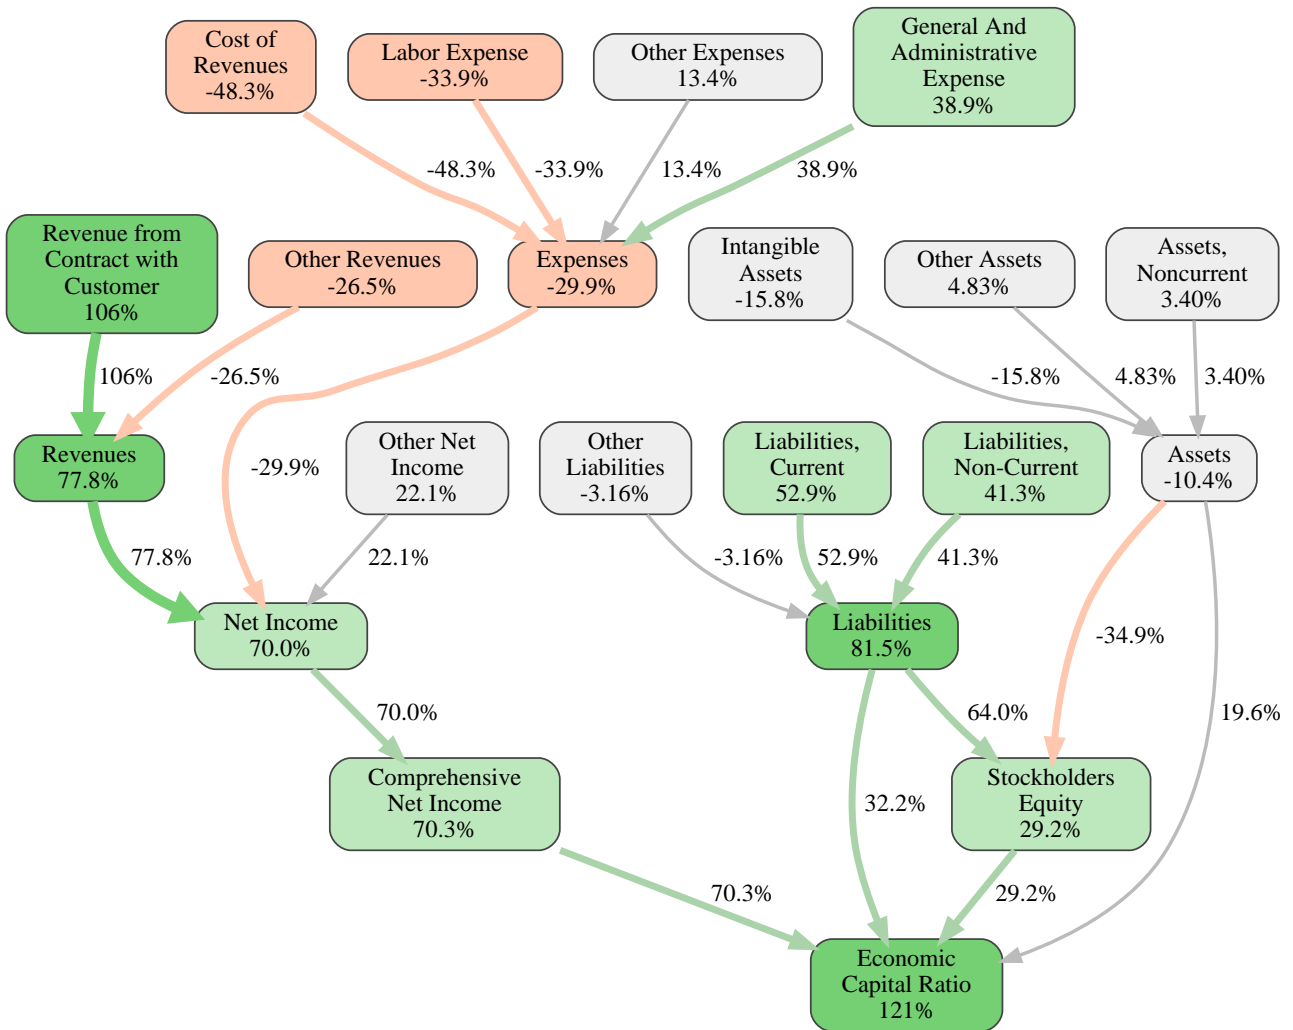 Cost of
Revenues
-48.3%
Labor Expense
-33.9%
Other Expenses
13.4%
General And
Administrative
Expense
38.9%
-48.3%
-33.9%
13.4%
38.9%
Revenue from
Contract with
Customer
106%
Other Revenues
-26.5%
Expenses
-29.9%
Intangible
Assets
-15.8%
Other Assets
4.83%
Assets,
Noncurrent
3.40%
106%
-26.5%
-15.8%
4.83%
3.40%
Revenues
77.8%
-29.9%
Other Net
Income
22.1%
Other
Liabilities
-3.16%
Liabilities,
Current
52.9%
Liabilities,
Non-Current
41.3%
Assets
-10.4%
77.8%
22.1%
-3.16%
52.9%
41.3%
Net Income
70.0%
Liabilities
81.5%
-34.9%
70.0%
64.0%
19.6%
Comprehensive
Net Income
70.3%
32.2%
Stockholders
Equity
29.2%
70.3%
29.2%
Economic
Capital Ratio
121%